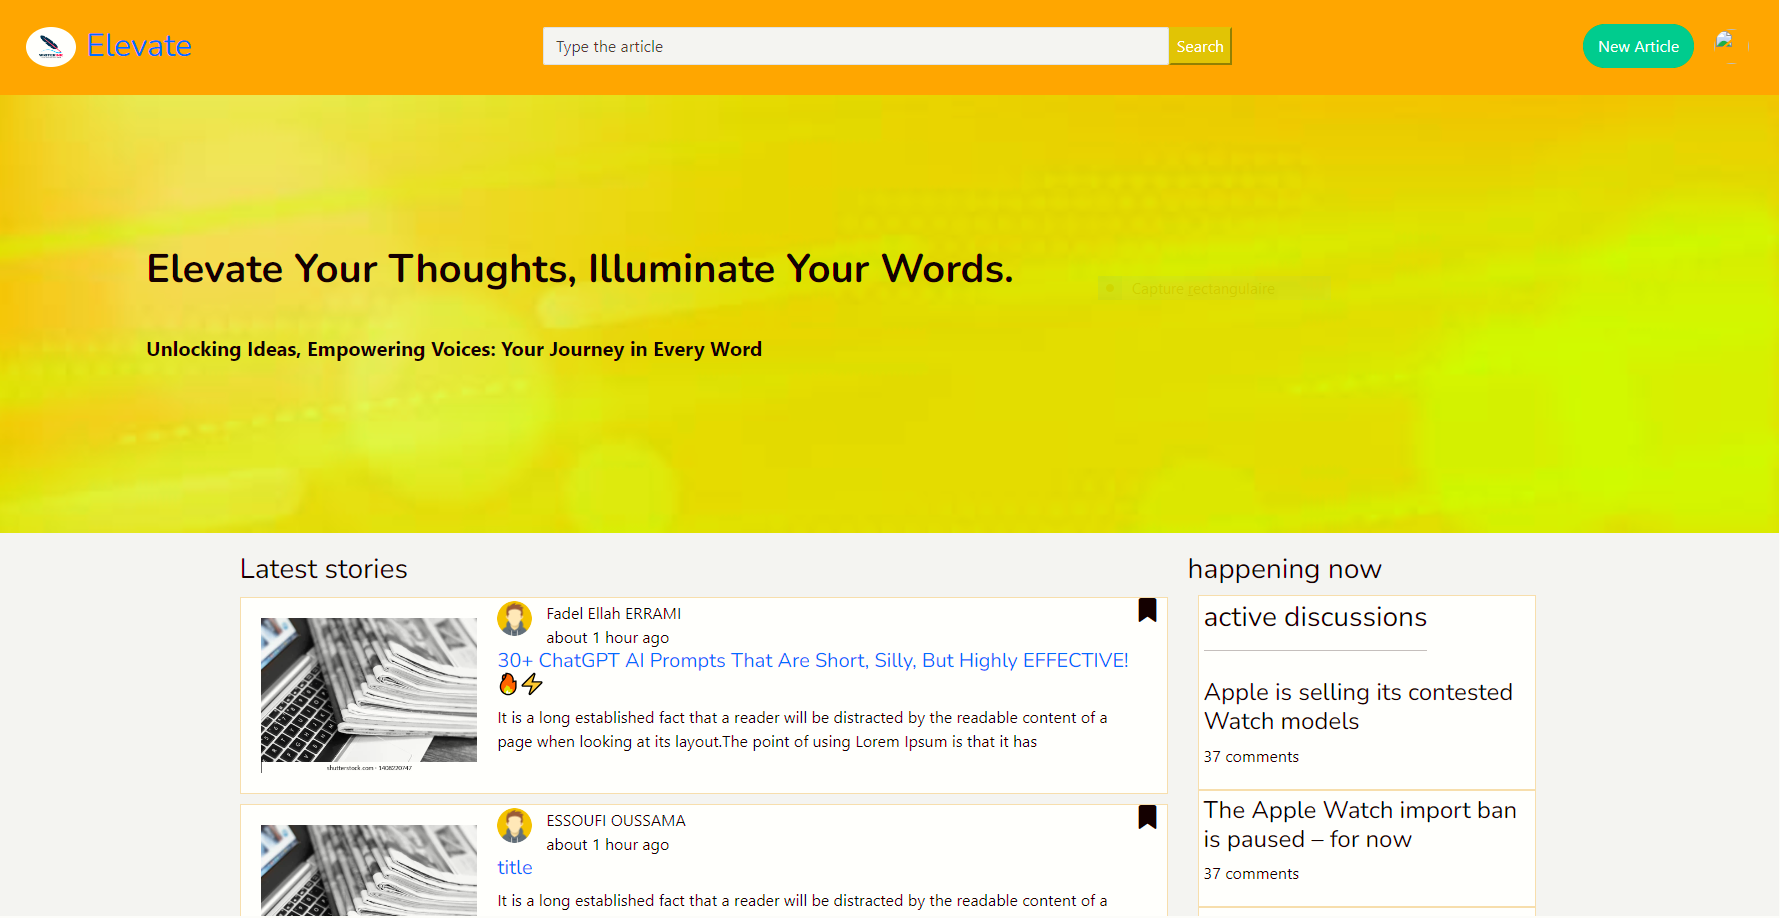 Elevate
Type the article
Search
New Article
Elevate Your Thoughts, Illuminate Your Words.
Capture rectangulaire
Unlocking Ideas, Empowering Voices: Your Journey in Every Word
Latest stories
Fadel Ellah ERRAMI
about 1 hour ago
30+ ChatGPT AI Prompts That Are Short, Silly, But Highly EFFECTIVE!
🔥⚡
It is a long established fact that a reader will be distracted by the readable content of a
page when looking at its layout.The point of using Lorem Ipsum is that it has
shutterstock.com · 1408220747
ESSOUFI OUSSAMA
about 1 hour ago
title
It is a long established fact that a reader will be distracted by the readable content of a
happening now
active discussions
Apple is selling its contested
Watch models
37 comments
The Apple Watch import ban
is paused – for now
37 comments